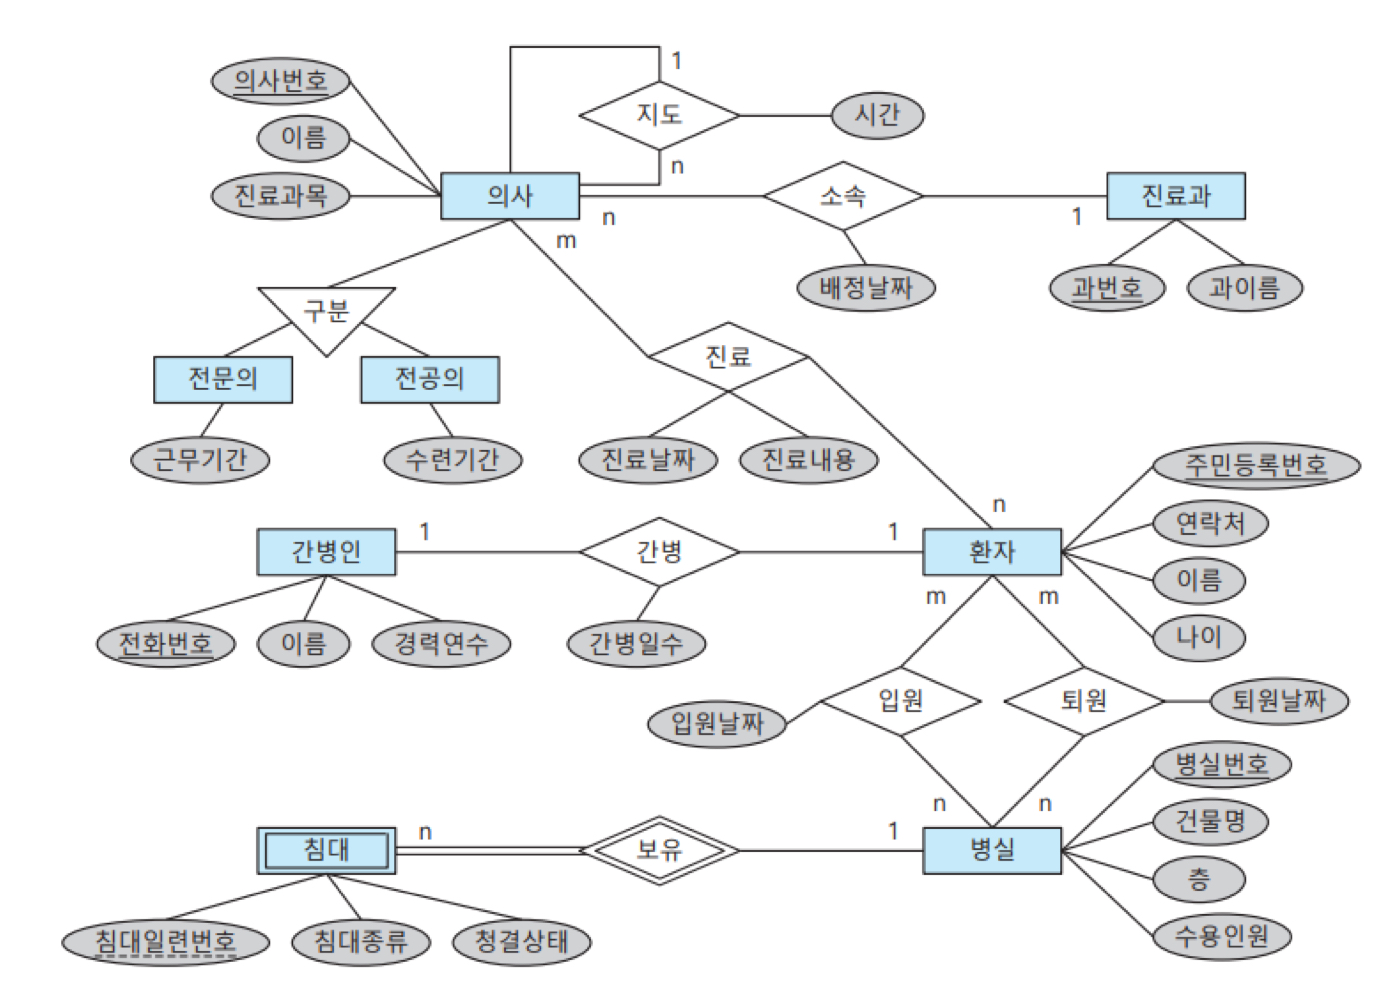 1
의사번호
지도
시간
이름
n
진료과목
의사
소속
진료과
n
1
m
배정날짜
과번호
과이름
구분
진료
전문의
전공의
근무기간
수련기간
진료날짜
진료내용
주민등록번호
n
연락처
1
1
간병인
간병
환자
이름
m
m
전화번호
이름
경력연수
간병일수
나이
입원
퇴원
퇴원날짜
입원날짜
병실번호
n
n
건물명
n
1
침대
보유
병실
층
침대일련번호
침대종류
청결상태
수용인원